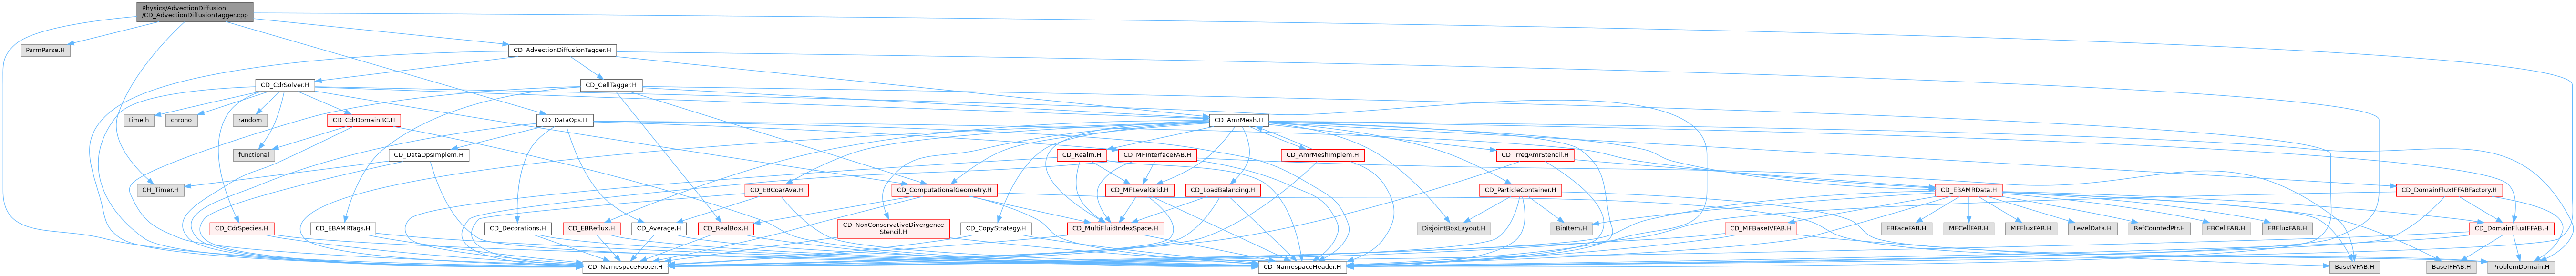 Physics/AdvectionDiffusion
/CD_AdvectionDiffusionTagger.cpp
ParmParse.H
CD_AdvectionDiffusionTagger.H
CD_CdrSolver.H
CD_CellTagger.H
time.h
chrono
random
CD_CdrDomainBC.H
CD_DataOps.H
CD_AmrMesh.H
functional
CD_DataOpsImplem.H
CD_Realm.H
CD_MFInterfaceFAB.H
CD_AmrMeshImplem.H
CD_IrregAmrStencil.H
CH_Timer.H
CD_EBCoarAve.H
CD_ComputationalGeometry.H
CD_MFLevelGrid.H
CD_LoadBalancing.H
CD_ParticleContainer.H
CD_EBAMRData.H
CD_DomainFluxIFFABFactory.H
CD_CdrSpecies.H
CD_EBAMRTags.H
CD_Decorations.H
CD_EBReflux.H
CD_Average.H
CD_RealBox.H
CD_NonConservativeDivergence
Stencil.H
CD_CopyStrategy.H
CD_MultiFluidIndexSpace.H
DisjointBoxLayout.H
CD_MFBaseIVFAB.H
BinItem.H
EBFaceFAB.H
MFCellFAB.H
MFFluxFAB.H
LevelData.H
RefCountedPtr.H
EBCellFAB.H
EBFluxFAB.H
CD_DomainFluxIFFAB.H
CD_NamespaceFooter.H
CD_NamespaceHeader.H
BaseIVFAB.H
BaseIFFAB.H
ProblemDomain.H